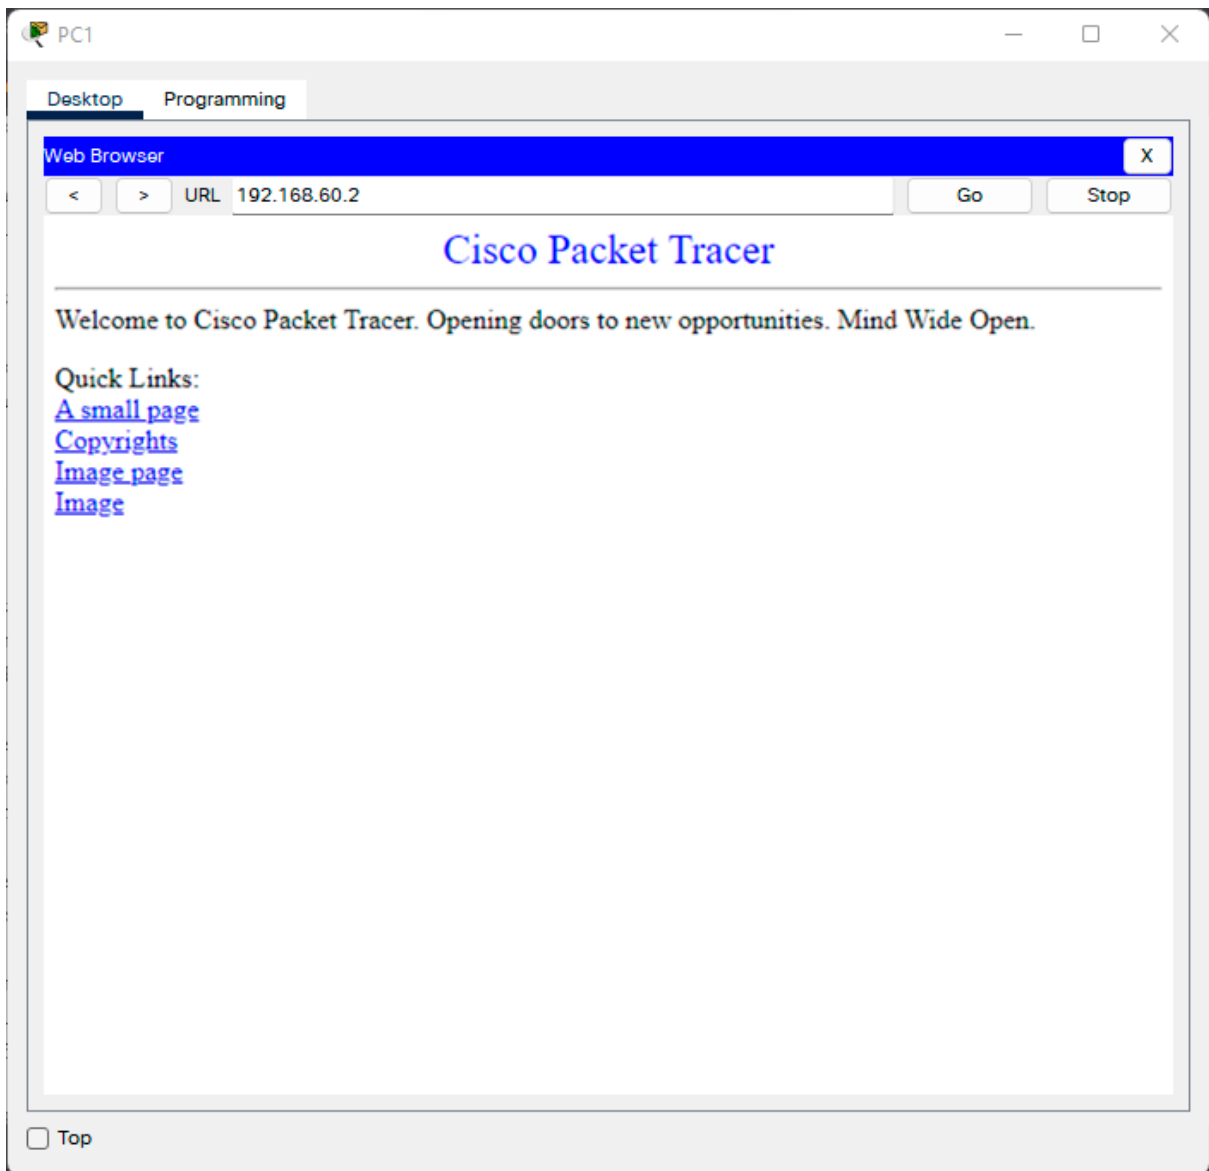 PC1
Desktop Programming
Web Browser X
< > URL 192.168.60.2 Go Stop
Cisco Packet Tracer
Welcome to Cisco Packet Tracer. Opening doors to new opportunities. Mind Wide Open.
Quick Links:
A small page
Copyrights
Image page
Image
Top